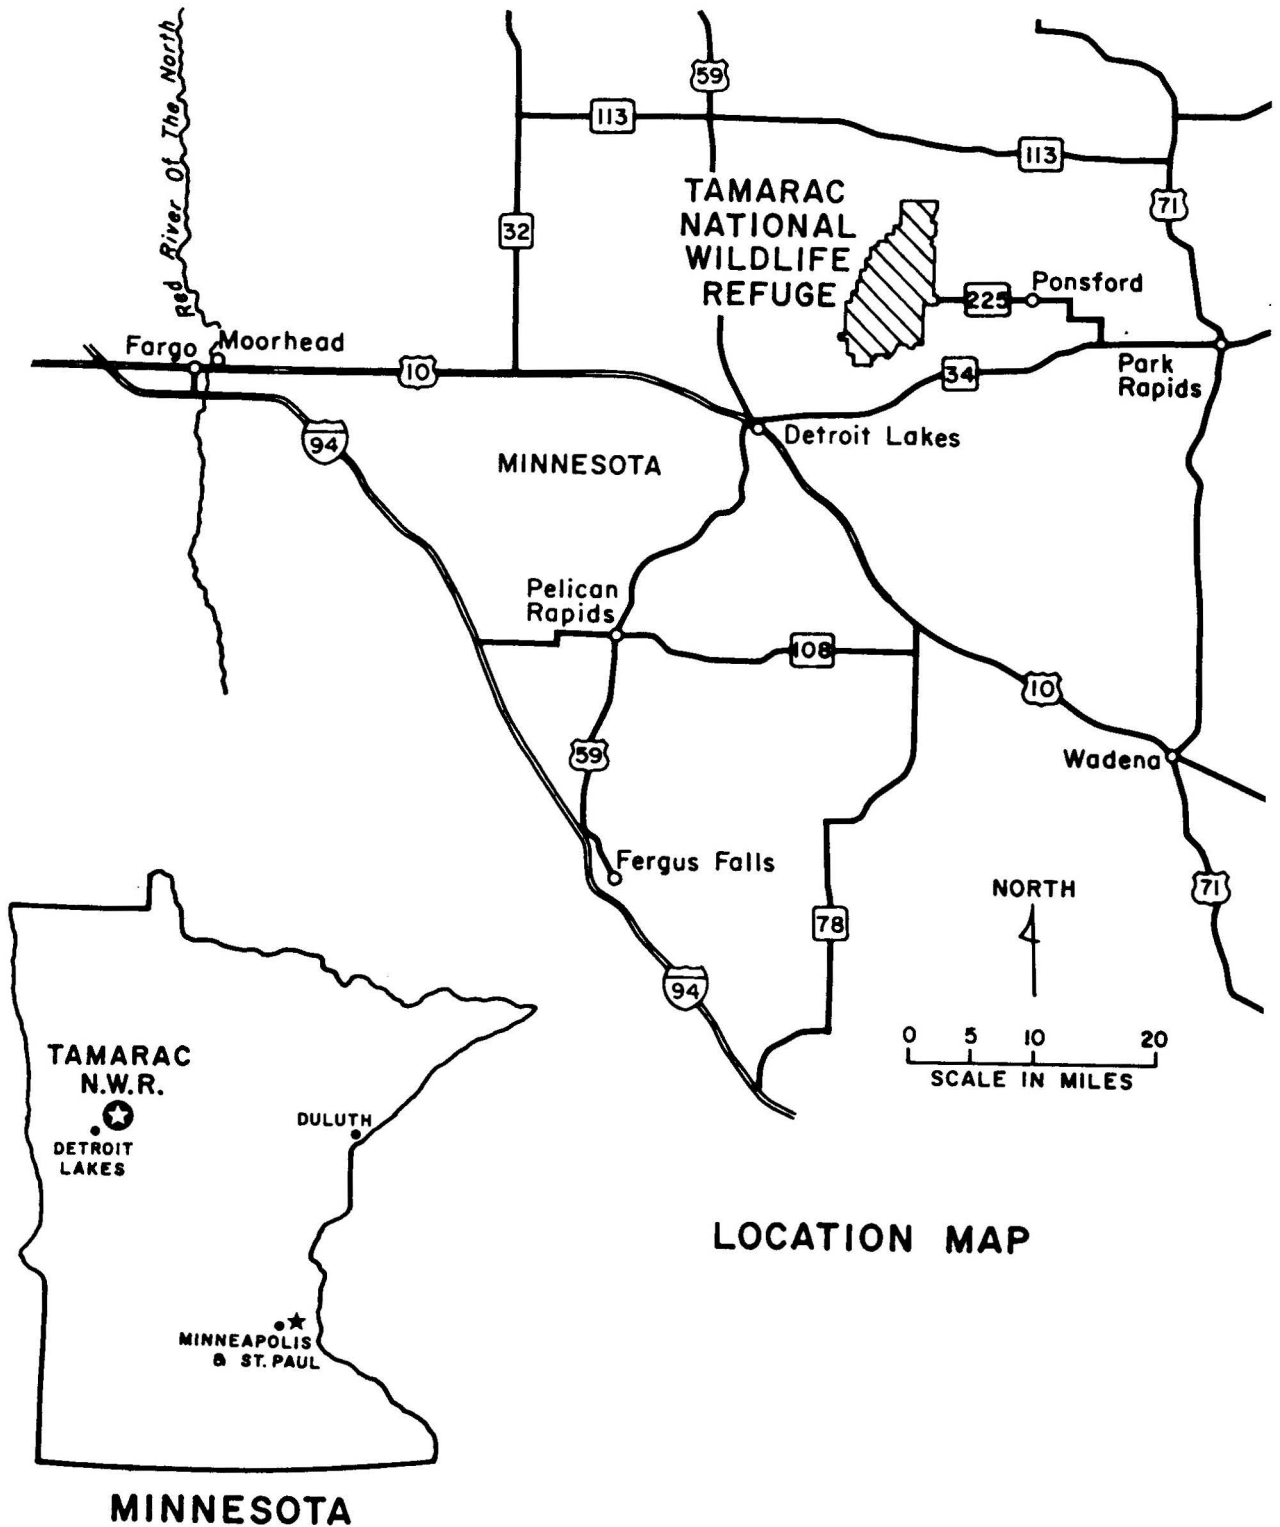 Red River Of The North
59
113
113
TAMARAC
NATIONAL
WILDLIFE
REFUGE
71
32
Ponsford
225
Fargo
Moorhead
10
34
Park
Rapids
94
Detroit Lakes
MINNESOTA
Pelican
Rapids
108
10
59
Wadena
Fergus Falls
NORTH
71
78
94
0 5 10 20
SCALE IN MILES
TAMARAC
N.W.R.
DETROIT
LAKES
DULUTH
LOCATION MAP
MINNEAPOLIS
& ST. PAUL
MINNESOTA